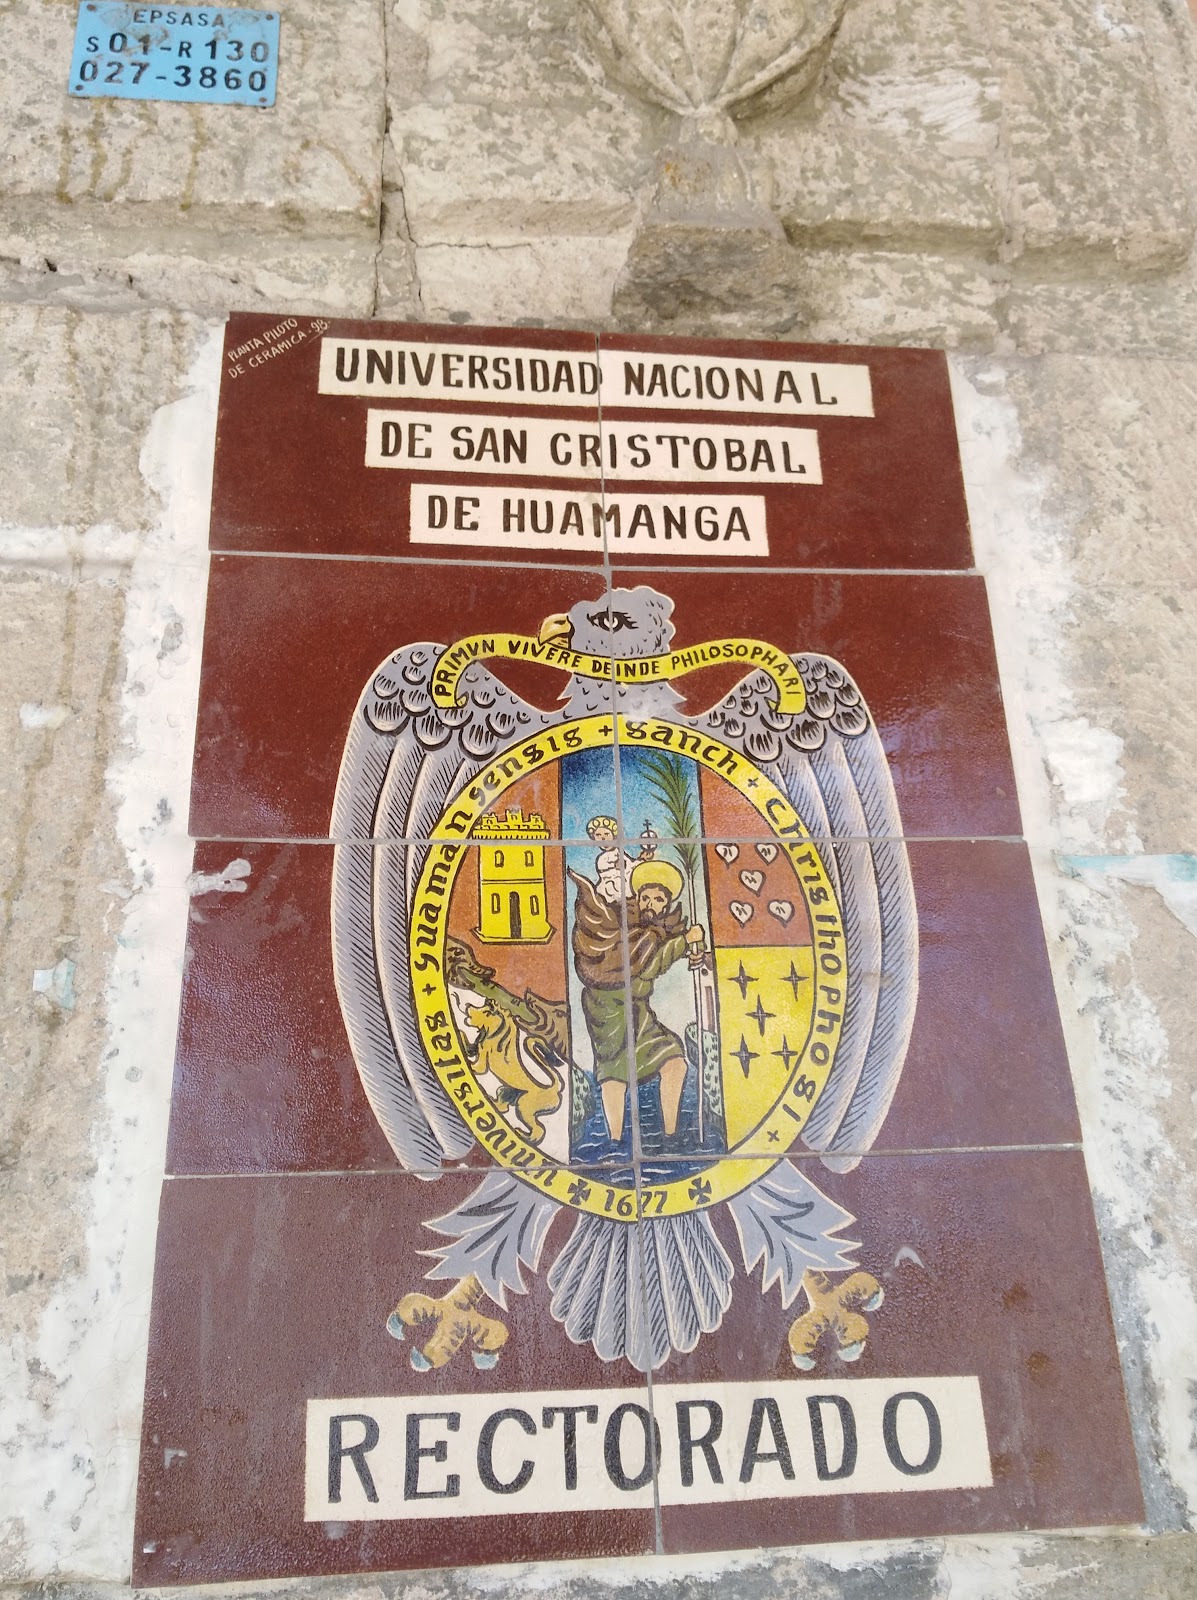 EPSASA
S01-R130
027-3860
PLANTA PILOTO
DE CERAMICA-98-
UNIVERSIDAD NACIONAL
DE SAN CRISTOBAL
DE HUAMANGA
PRIMVN VIVERE DEINDE PHILOSOPHARI
universitas + guamangensis + sanch + christhophogi +
1677
RECTORADO